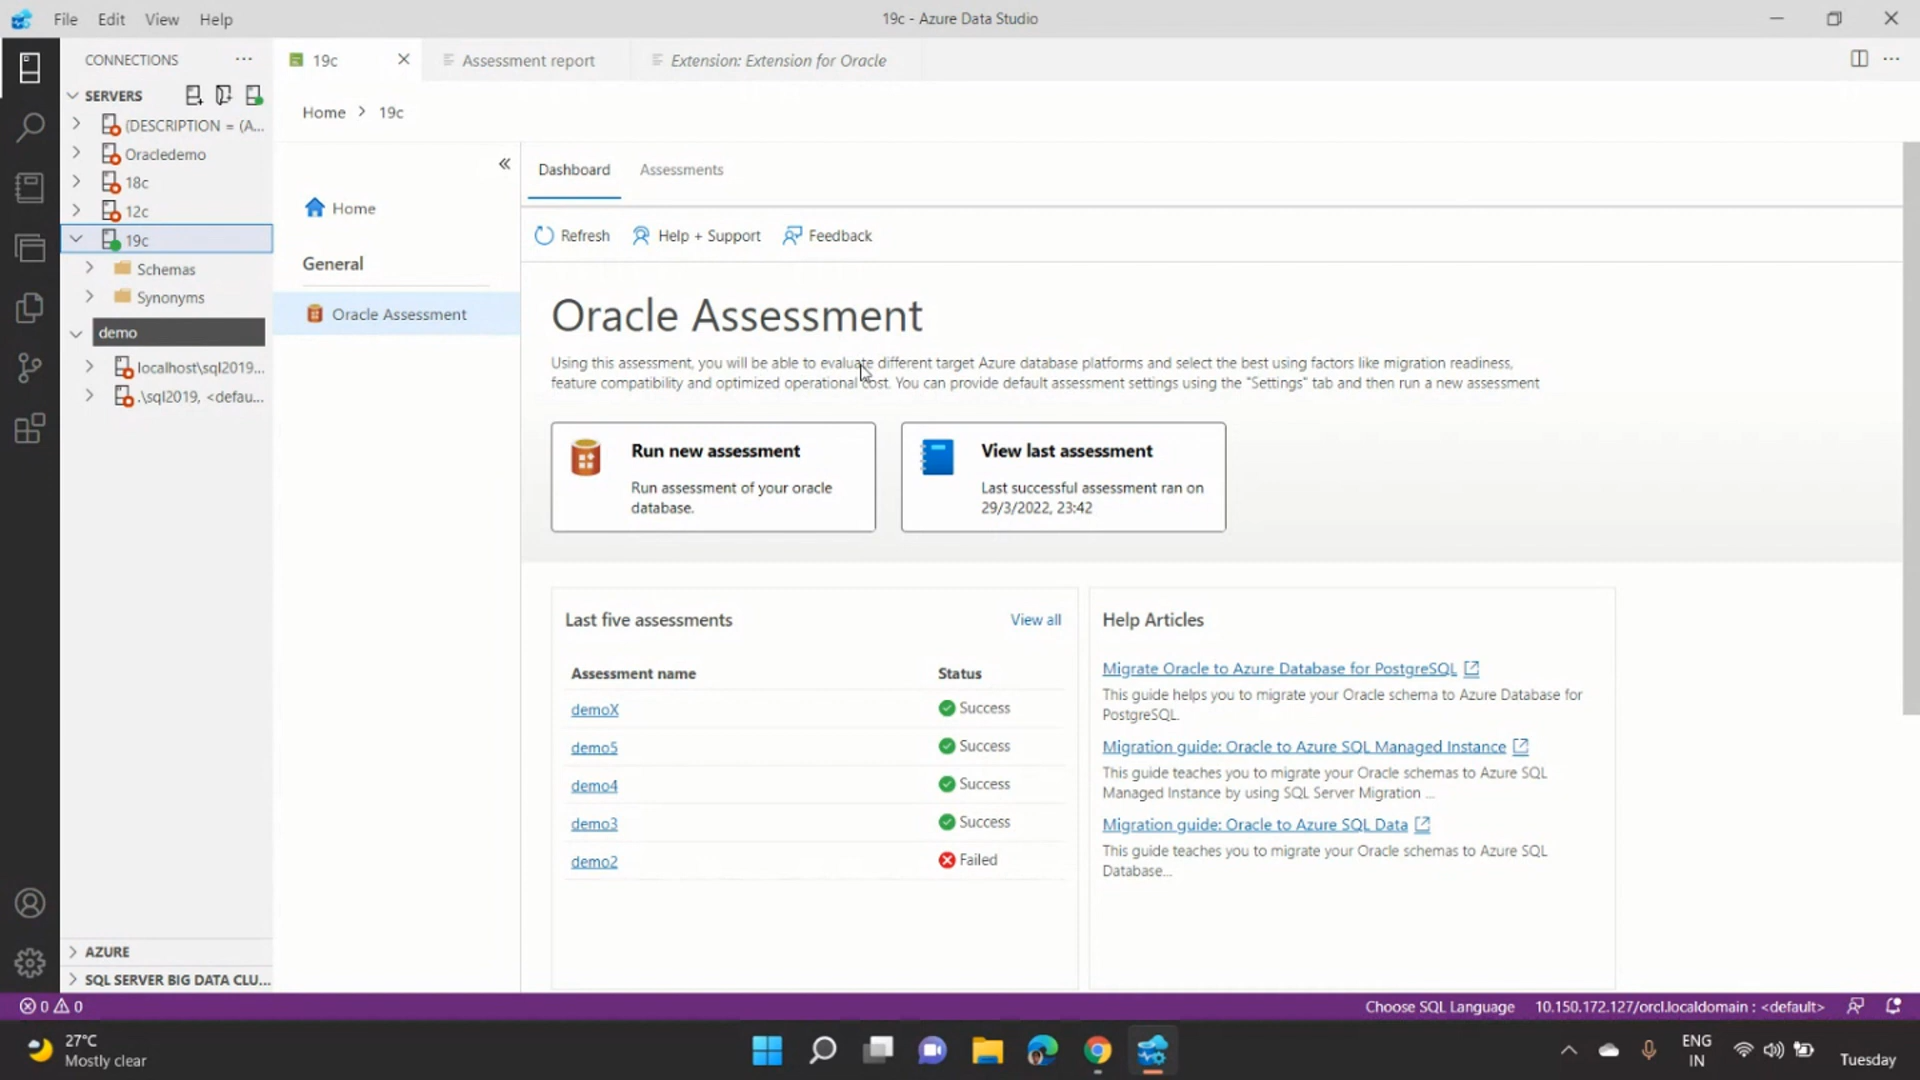 File Edit View Help
19c - Azure Data Studio
CONNECTIONS
SERVERS
(DESCRIPTION = (A...
Oracledemo
18c
12c
19c
Schemas
Synonyms
demo
localhost\sql2019...
.\sql2019, <defau...
AZURE
SQL SERVER BIG DATA CLU...
19c
Assessment report
Extension: Extension for Oracle
Home > 19c
Home
General
Oracle Assessment
Dashboard
Assessments
Refresh
Help + Support
Feedback
Oracle Assessment
Using this assessment, you will be able to evaluate different target Azure database platforms and select the best using factors like migration readiness,
feature compatibility and optimized operational cost. You can provide default assessment settings using the "Settings" tab and then run a new assessment
Run new assessment
Run assessment of your oracle
database.
View last assessment
Last successful assessment ran on
29/3/2022, 23:42
Last five assessments
View all
Assessment name Status
demoX Success
demo5 Success
demo4 Success
demo3 Success
demo2 Failed
Help Articles
Migrate Oracle to Azure Database for PostgreSQL
This guide helps you to migrate your Oracle schema to Azure Database for
PostgreSQL.
Migration guide: Oracle to Azure SQL Managed Instance
This guide teaches you to migrate your Oracle schemas to Azure SQL
Managed Instance by using SQL Server Migration ...
Migration guide: Oracle to Azure SQL Data
This guide teaches you to migrate your Oracle schemas to Azure SQL
Database...
0 0
Choose SQL Language
10.150.172.127/orcl.localdomain : <default>
27°C
Mostly clear
ENG
IN
Tuesday